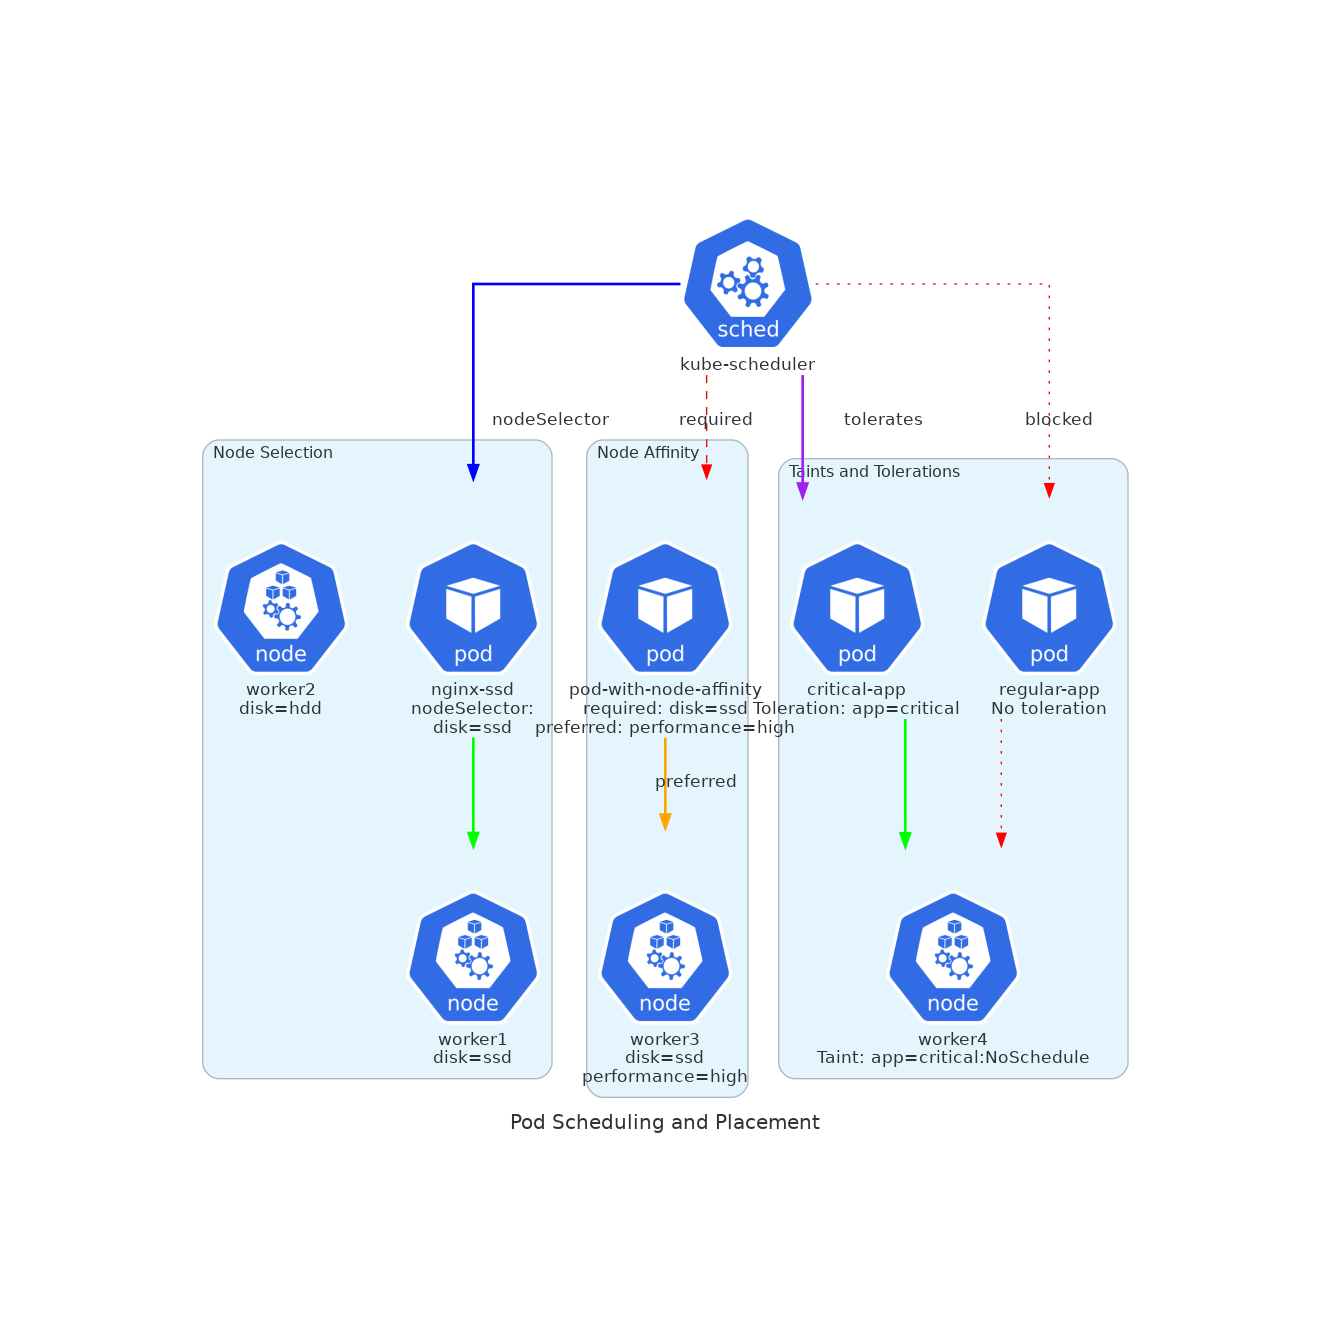 sched
kube-scheduler
nodeSelector
required
tolerates
blocked
Node Selection
Node Affinity
Taints and Tolerations
node
worker2
disk=hdd
pod
nginx-ssd
nodeSelector:
disk=ssd
pod
pod-with-node-affinity
required: disk=ssd
preferred: performance=high
pod
critical-app
Toleration: app=critical
pod
regular-app
No toleration
preferred
node
worker1
disk=ssd
node
worker3
disk=ssd
performance=high
node
worker4
Taint: app=critical:NoSchedule
Pod Scheduling and Placement